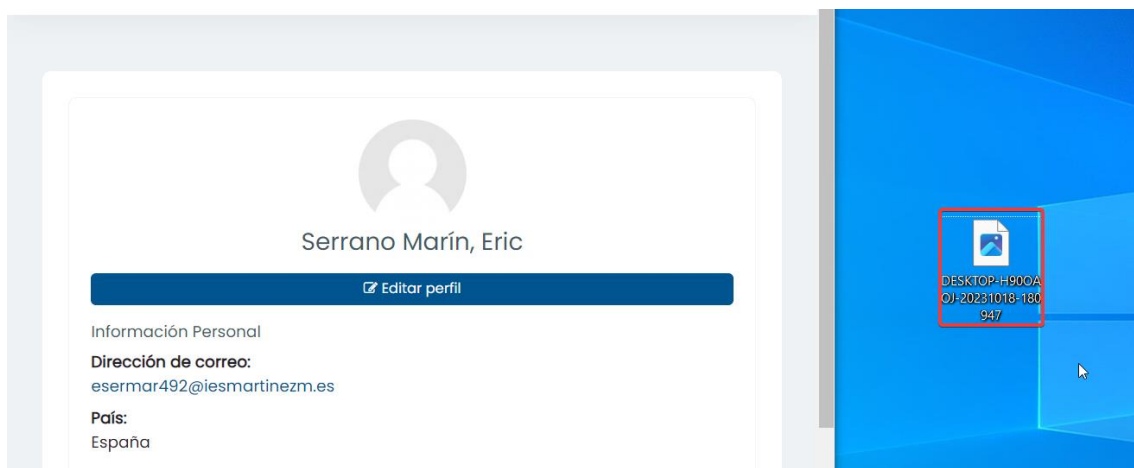 Serrano Marín, Eric
Editar perfil
Información Personal
Dirección de correo:
esermar492@iesmartinezm.es
País:
España
DESKTOP-H90OA
OJ-20231018-180
947